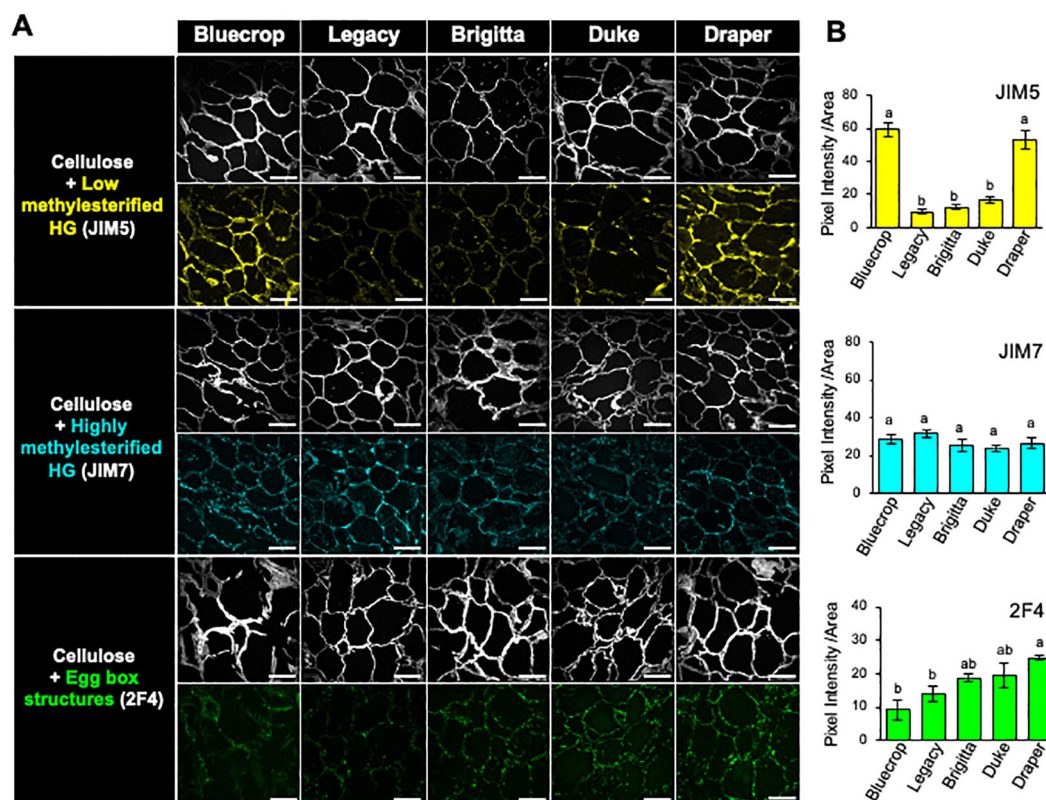 A
Bluecrop Legacy Brigitta Duke Draper
Cellulose
+ Low
methylesterified
HG (JIM5)
Cellulose
+ Highly
methylesterified
HG (JIM7)
Cellulose
+ Egg box
structures (2F4)
B
JIM5
Pixel Intensity /Area
80
60
40
20
0
a
b
b
b
a
Bluecrop
Legacy
Brigitta
Duke
Draper
JIM7
Pixel Intensity /Area
80
60
40
20
0
a
a
a
a
a
Bluecrop
Legacy
Brigitta
Duke
Draper
2F4
Pixel Intensity/Area
40
30
20
10
0
b
b
ab
ab
a
Bluecrop
Legacy
Brigitta
Duke
Draper